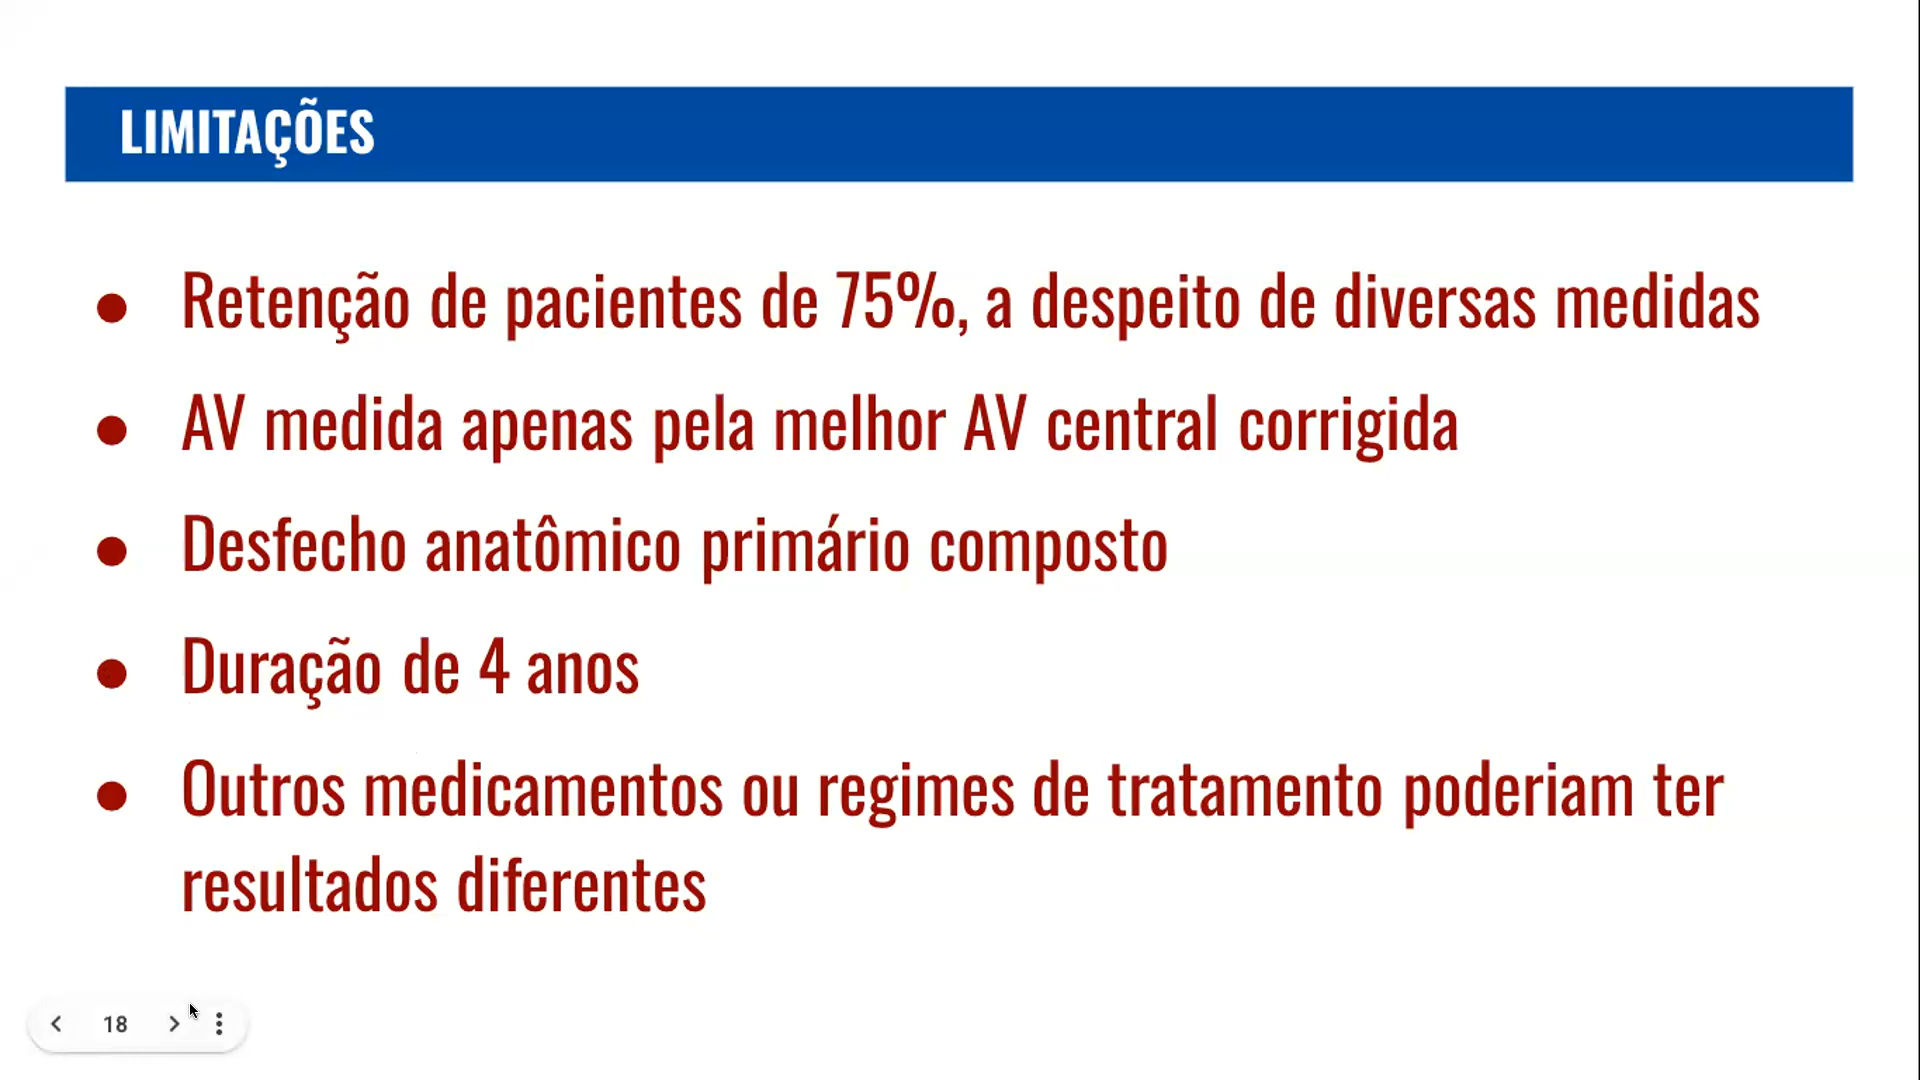 LIMITAÇÕES
● Retenção de pacientes de 75%, a despeito de diversas medidas
● AV medida apenas pela melhor AV central corrigida
● Desfecho anatômico primário composto
● Duração de 4 anos
● Outros medicamentos ou regimes de tratamento poderiam ter
resultados diferentes
18